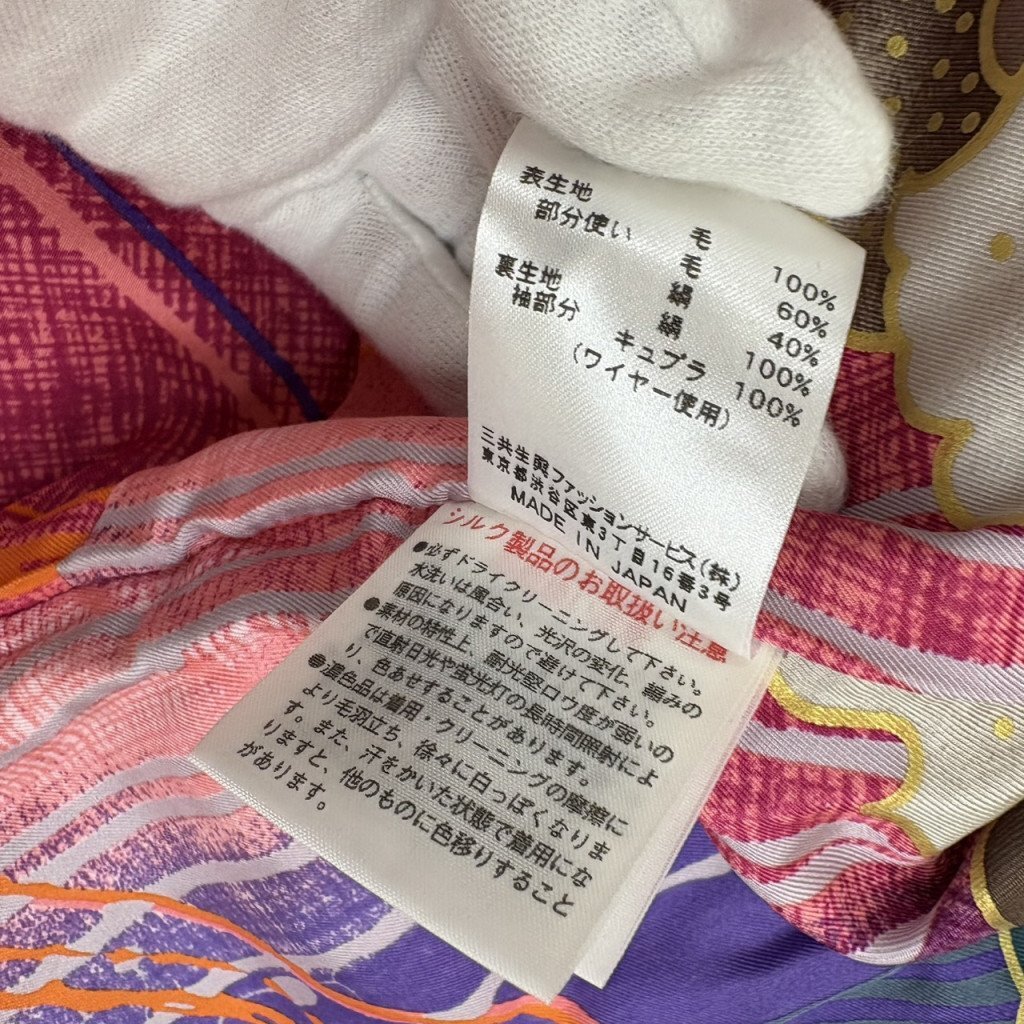 表生地 毛 100%
部分使い 毛 60%
絹 40%
裏生地 絹 100%
袖部分 キュプラ 100%
(ワイヤー使用)
三共生興ファッションサービス(株)
東京都渋谷区東3丁目16番3号
MADE IN JAPAN
シルク製品のお取扱い注意
●必ずドライクリーニングして下さい。
水洗いは風合い、光沢の変化、縮みの
原因になりますので避けて下さい。
●素材の特性上、耐光堅ロウ度が弱いの
で直射日光や蛍光灯の長時間照射によ
り、色あせすることがあります。
●濃色品は着用・クリーニングの摩擦に
より毛羽立ち、徐々に白っぽくなりま
す。また、汗をかいた状態で着用にな
りますと、他のものに色移りすること
があります。